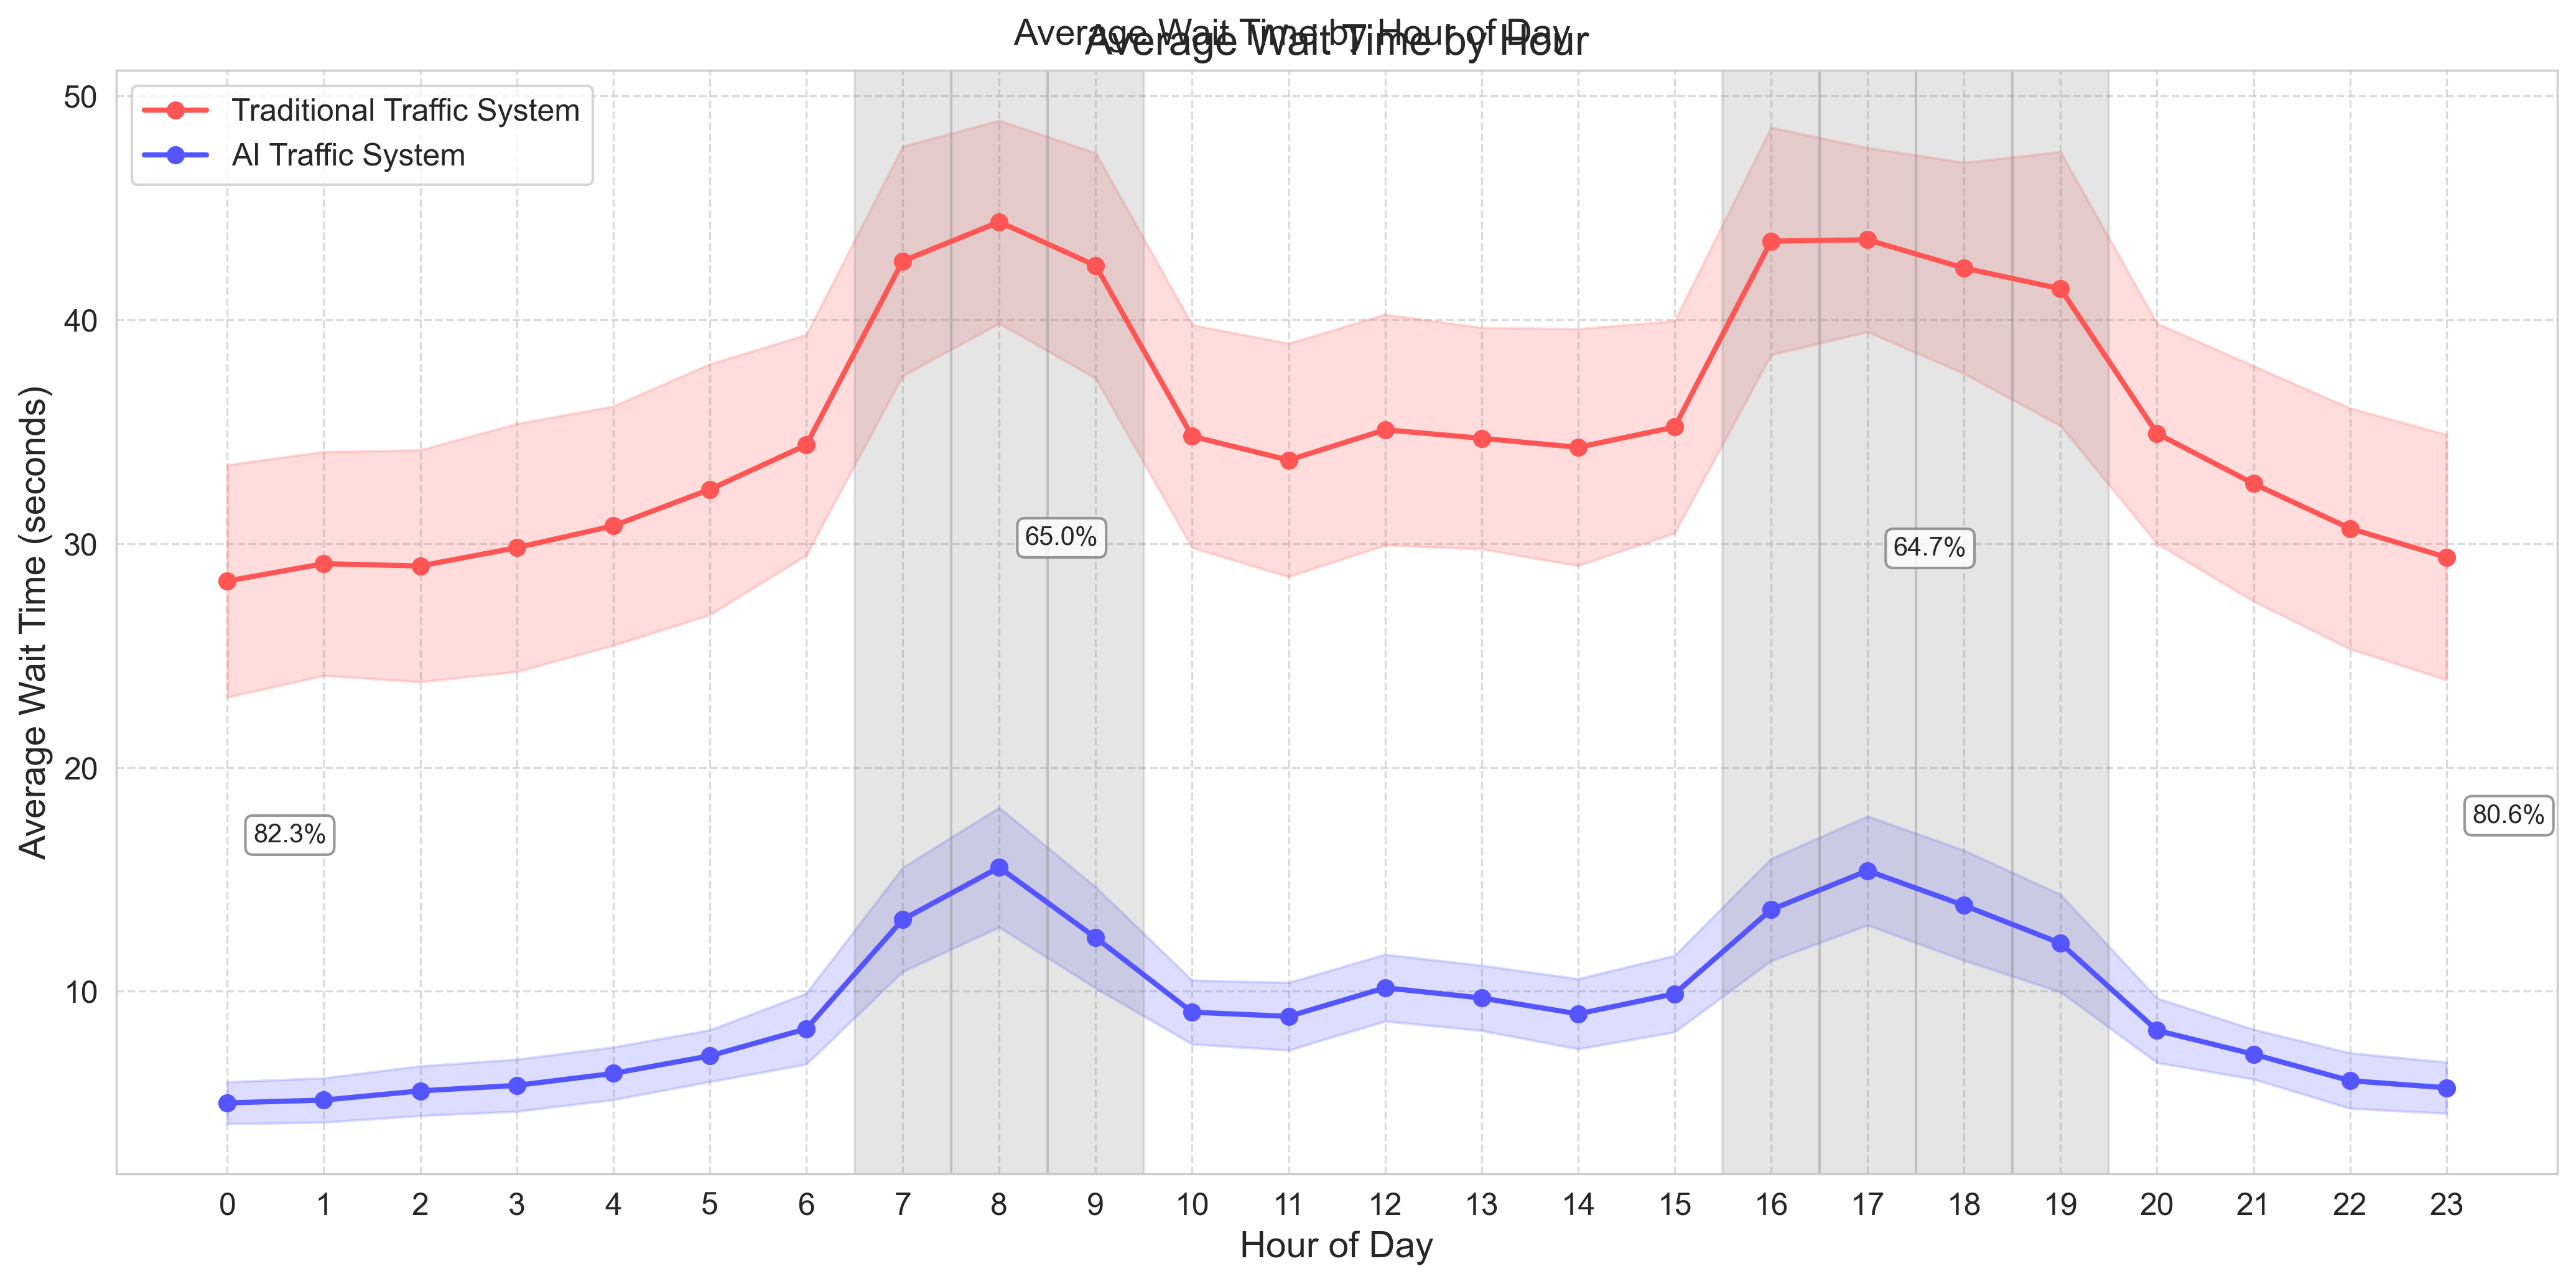 Average Wait Time by Hour of Day
Average Wait Time by Hour
Traditional Traffic System
AI Traffic System
Average Wait Time (seconds)
50
40
30
20
10
82.3%
65.0%
64.7%
80.6%
0 1 2 3 4 5 6 7 8 9 10 11 12 13 14 15 16 17 18 19 20 21 22 23
Hour of Day